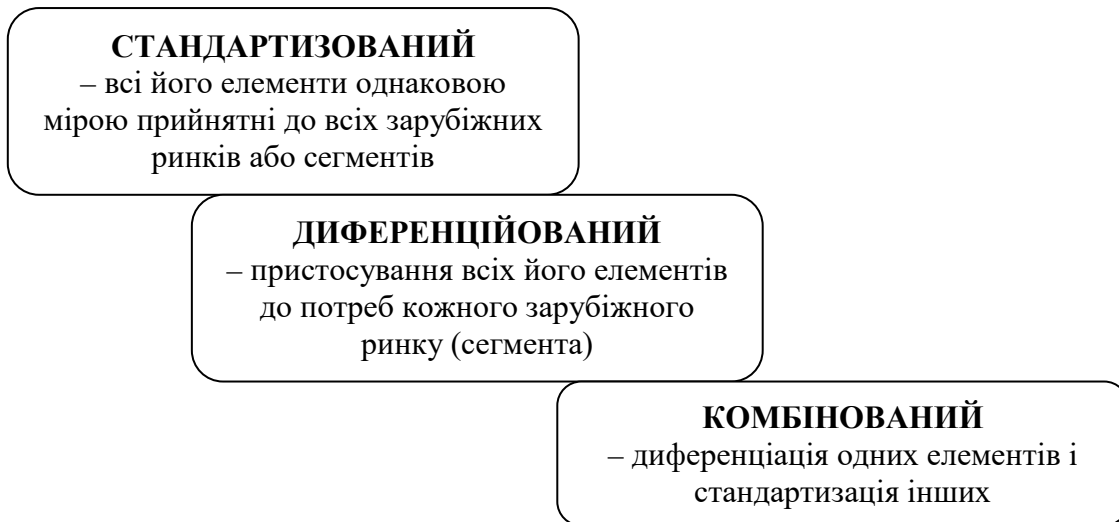 СТАНДАРТИЗОВАНИЙ
– всі його елементи однаковою
мірою прийнятні до всіх зарубіжних
ринків або сегментів
ДИФЕРЕНЦІЙОВАНИЙ
– пристосування всіх його елементів
до потреб кожного зарубіжного
ринку (сегмента)
КОМБІНОВАНИЙ
– диференціація одних елементів і
стандартизація інших